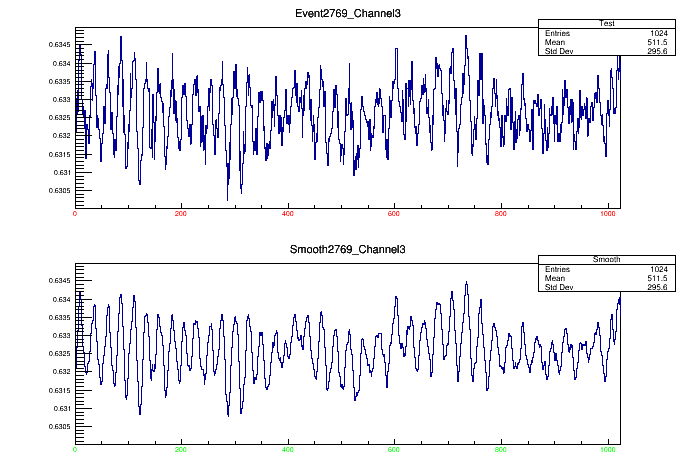 Event2769_Channel3
Test
Entries 1024
Mean 511.5
Std Dev 295.6
0.6345
0.634
0.6335
0.633
0.6325
0.632
0.6315
0.631
0.6305
0 200 400 600 800 1000
Smooth2769_Channel3
Smooth
Entries 1024
Mean 511.5
Std Dev 295.6
0.6345
0.634
0.6335
0.633
0.6325
0.632
0.6315
0.631
0.6305
0 200 400 600 800 1000